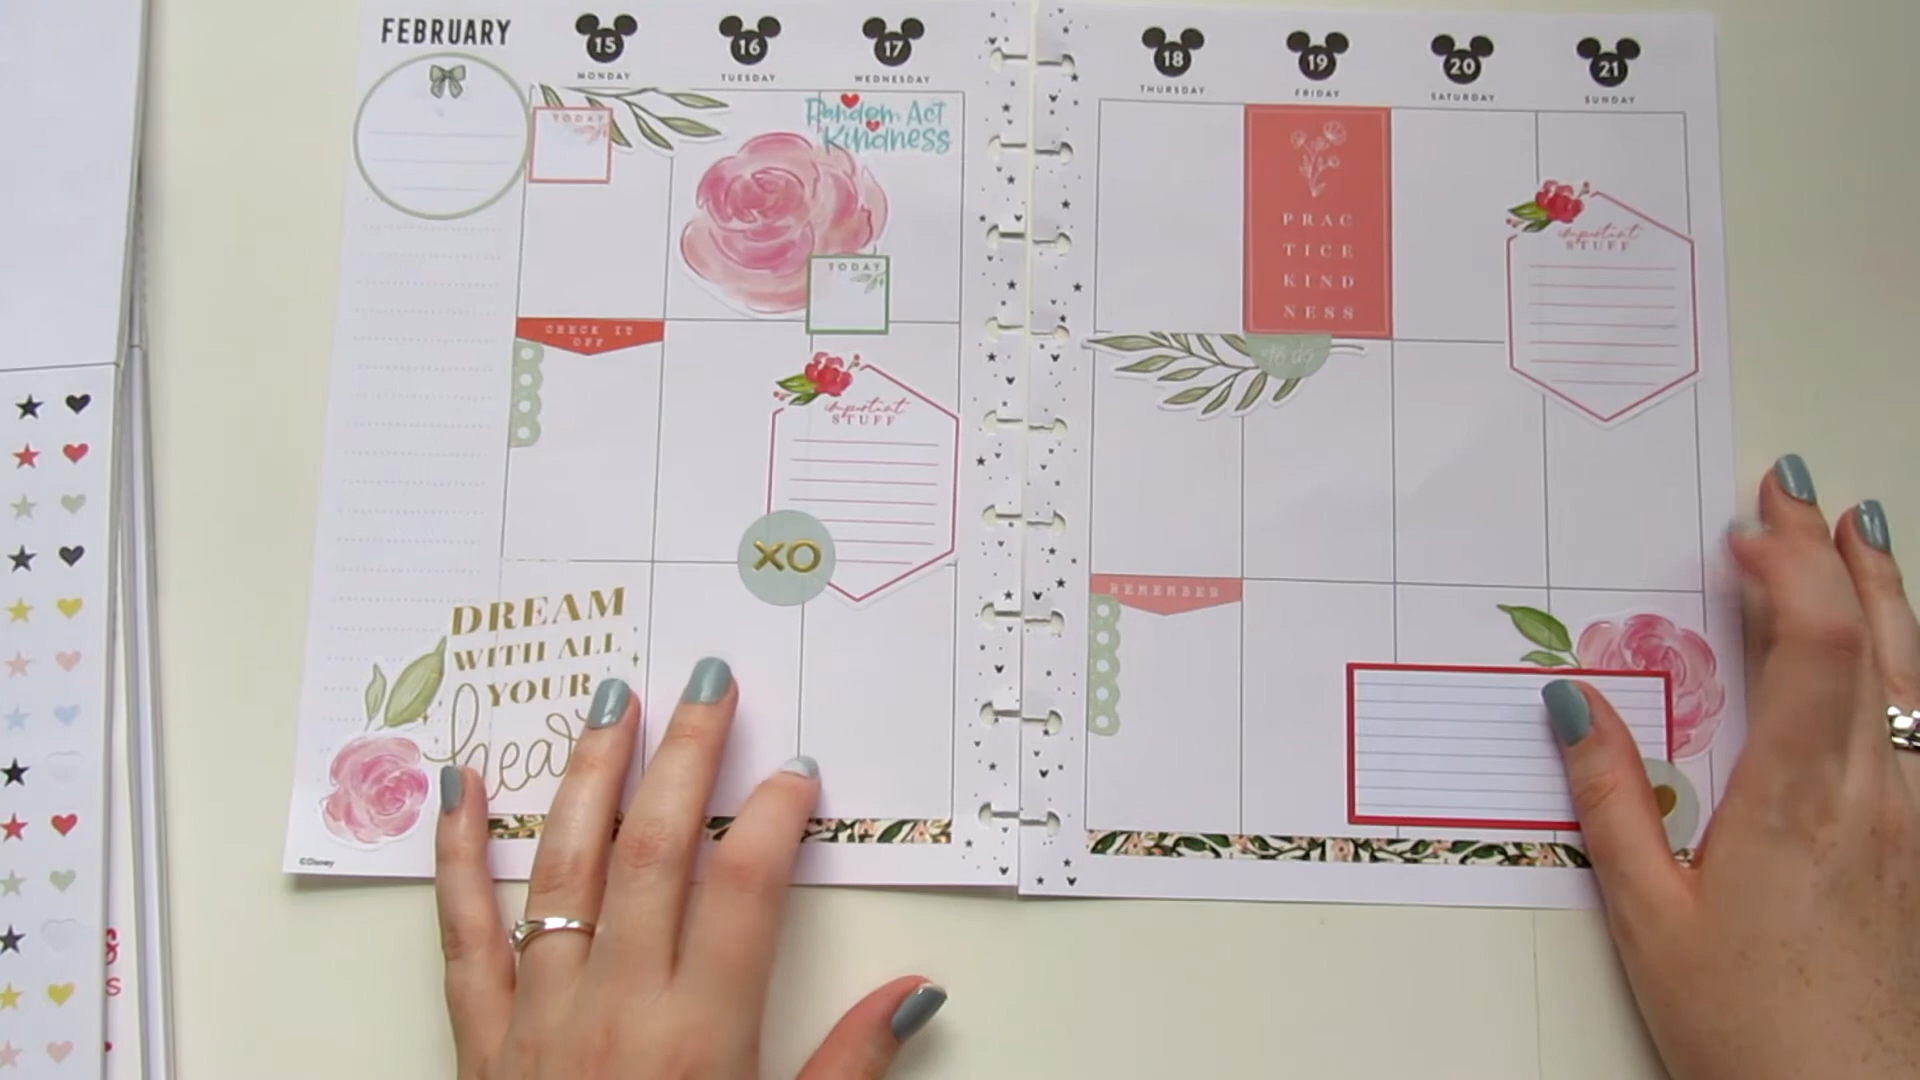 FEBRUARY
15
MONDAY
16
TUESDAY
17
WEDNESDAY
18
THURSDAY
19
FRIDAY
20
SATURDAY
21
SUNDAY
TODAY
Random Act
Kindness
TODAY
CHECK IT
OFF
important
STUFF
XO
DREAM
WITH ALL
YOUR
©Disney
PRAC
TICE
KIND
NESS
to do
important
STUFF
REMEMBER